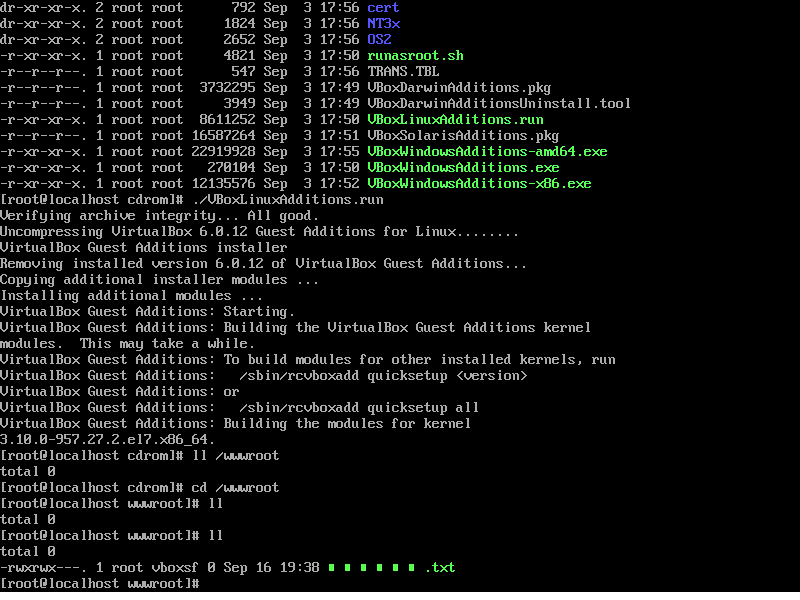 dr-xr-xr-x. 2 root root      792 Sep  3 17:56 cert
dr-xr-xr-x. 2 root root     1824 Sep  3 17:56 NT3x
dr-xr-xr-x. 2 root root     2652 Sep  3 17:56 OS2
-r-xr-xr-x. 1 root root     4821 Sep  3 17:50 runasroot.sh
-r--r--r--. 1 root root      547 Sep  3 17:56 TRANS.TBL
-r--r--r--. 1 root root  3732295 Sep  3 17:49 VBoxDarwinAdditions.pkg
-r--r--r--. 1 root root     3949 Sep  3 17:49 VBoxDarwinAdditionsUninstall.tool
-r-xr-xr-x. 1 root root  8611252 Sep  3 17:50 VBoxLinuxAdditions.run
-r--r--r--. 1 root root 16587264 Sep  3 17:51 VBoxSolarisAdditions.pkg
-r-xr-xr-x. 1 root root 22919928 Sep  3 17:55 VBoxWindowsAdditions-amd64.exe
-r-xr-xr-x. 1 root root   270104 Sep  3 17:50 VBoxWindowsAdditions.exe
-r-xr-xr-x. 1 root root 12135576 Sep  3 17:52 VBoxWindowsAdditions-x86.exe
[root@localhost cdrom]# ./VBoxLinuxAdditions.run
Verifying archive integrity... All good.
Uncompressing VirtualBox 6.0.12 Guest Additions for Linux........
VirtualBox Guest Additions installer
Removing installed version 6.0.12 of VirtualBox Guest Additions...
Copying additional installer modules ...
Installing additional modules ...
VirtualBox Guest Additions: Starting.
VirtualBox Guest Additions: Building the VirtualBox Guest Additions kernel
modules.  This may take a while.
VirtualBox Guest Additions: To build modules for other installed kernels, run
VirtualBox Guest Additions:   /sbin/rcvboxadd quicksetup <version>
VirtualBox Guest Additions: or
VirtualBox Guest Additions:   /sbin/rcvboxadd quicksetup all
VirtualBox Guest Additions: Building the modules for kernel
3.10.0-957.27.2.el7.x86_64.
[root@localhost cdrom]# ll /wwwroot
total 0
[root@localhost cdrom]# cd /wwwroot
[root@localhost wwwroot]# ll
total 0
[root@localhost wwwroot]# ll
total 0
-rwxrwx---. 1 root vboxsf 0 Sep 16 19:38 ■ ■ ■ ■ ■ ■ .txt
[root@localhost wwwroot]#